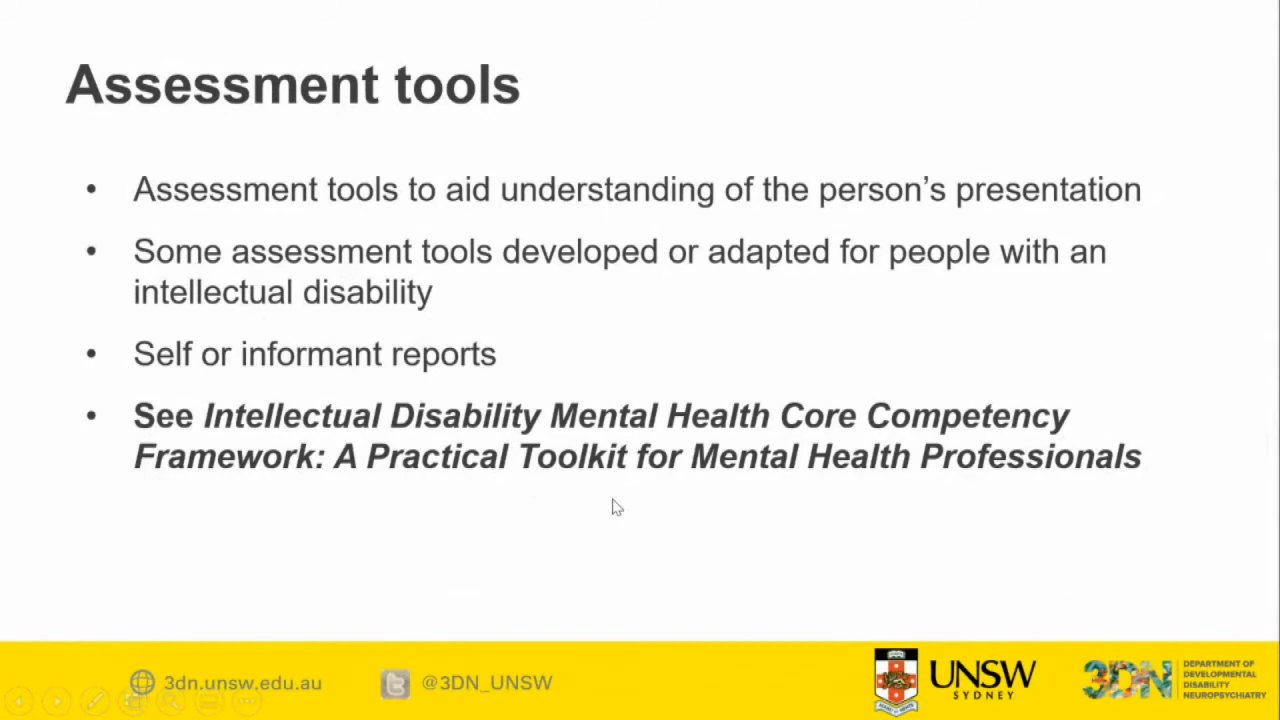 Assessment tools
• Assessment tools to aid understanding of the person’s presentation
• Some assessment tools developed or adapted for people with an
intellectual disability
• Self or informant reports
• See Intellectual Disability Mental Health Core Competency
Framework: A Practical Toolkit for Mental Health Professionals
3dn.unsw.edu.au
@3DN_UNSW
UNSW
SYDNEY
3DN
DEPARTMENT OF
DEVELOPMENTAL
DISABILITY
NEUROPSYCHIATRY